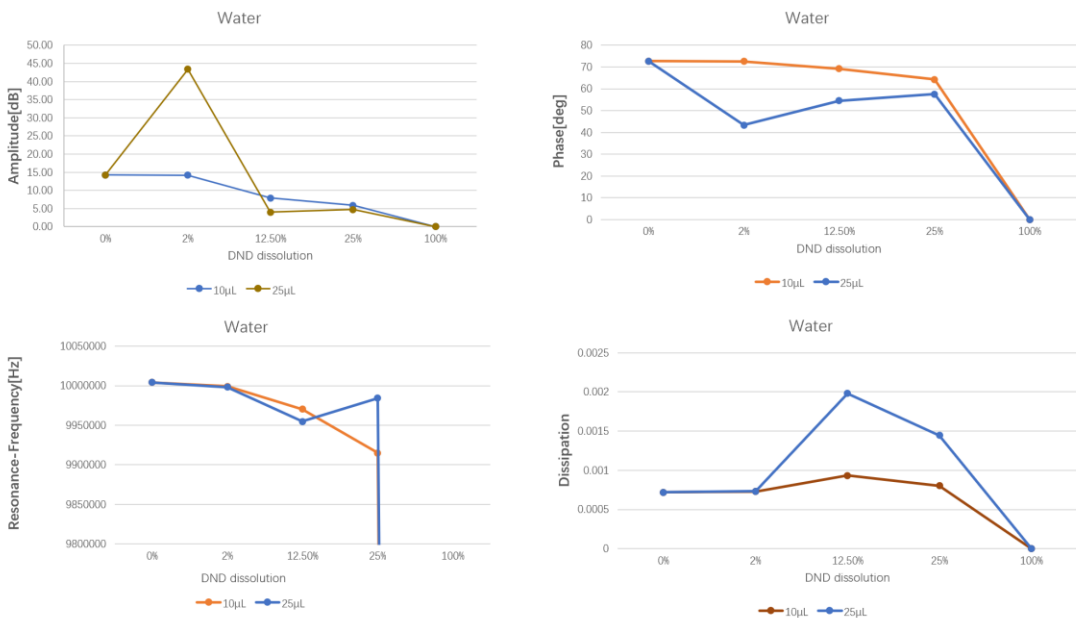 Water
Amplitude[dB]
50.00
45.00
40.00
35.00
30.00
25.00
20.00
15.00
10.00
5.00
0.00
0% 2% 12.50% 25% 100%
DND dissolution
10μL 25μL
Water
Phase[deg]
80
70
60
50
40
30
20
10
0
0% 2% 12.50% 25% 100%
DND dissolution
10μL 25μL
Water
Resonance-Frequency[Hz]
10050000
10000000
9950000
9900000
9850000
9800000
0% 2% 12.50% 25% 100%
DND dissolution
10μL 25μL
Water
Dissipation
0.0025
0.002
0.0015
0.001
0.0005
0
0% 2% 12.50% 25% 100%
DND dissolution
10μL 25μL